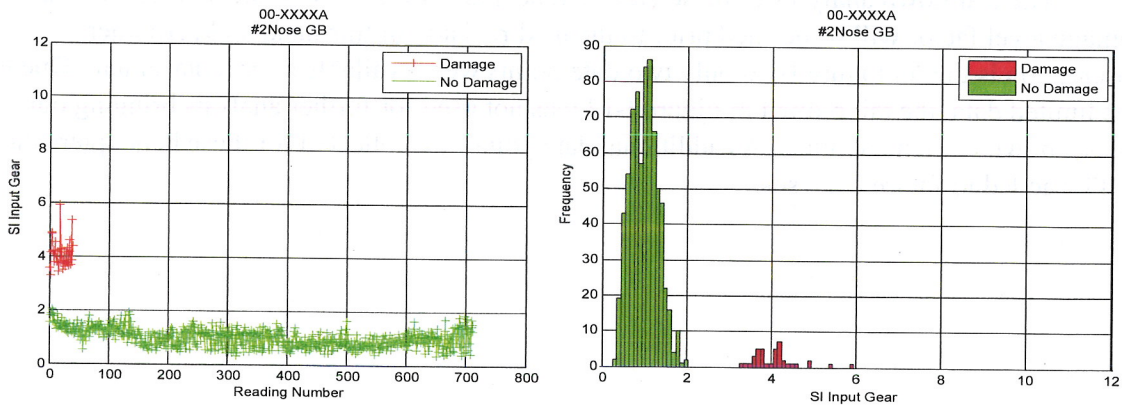 00-XXXXA
#2Nose GB
12
10
8
6
4
2
0
SI Input Gear
Damage
No Damage
0 100 200 300 400 500 600 700 800
Reading Number
00-XXXXA
#2Nose GB
90
80
70
60
50
40
30
20
10
0
Frequency
Damage
No Damage
0 2 4 6 8 10 12
SI Input Gear